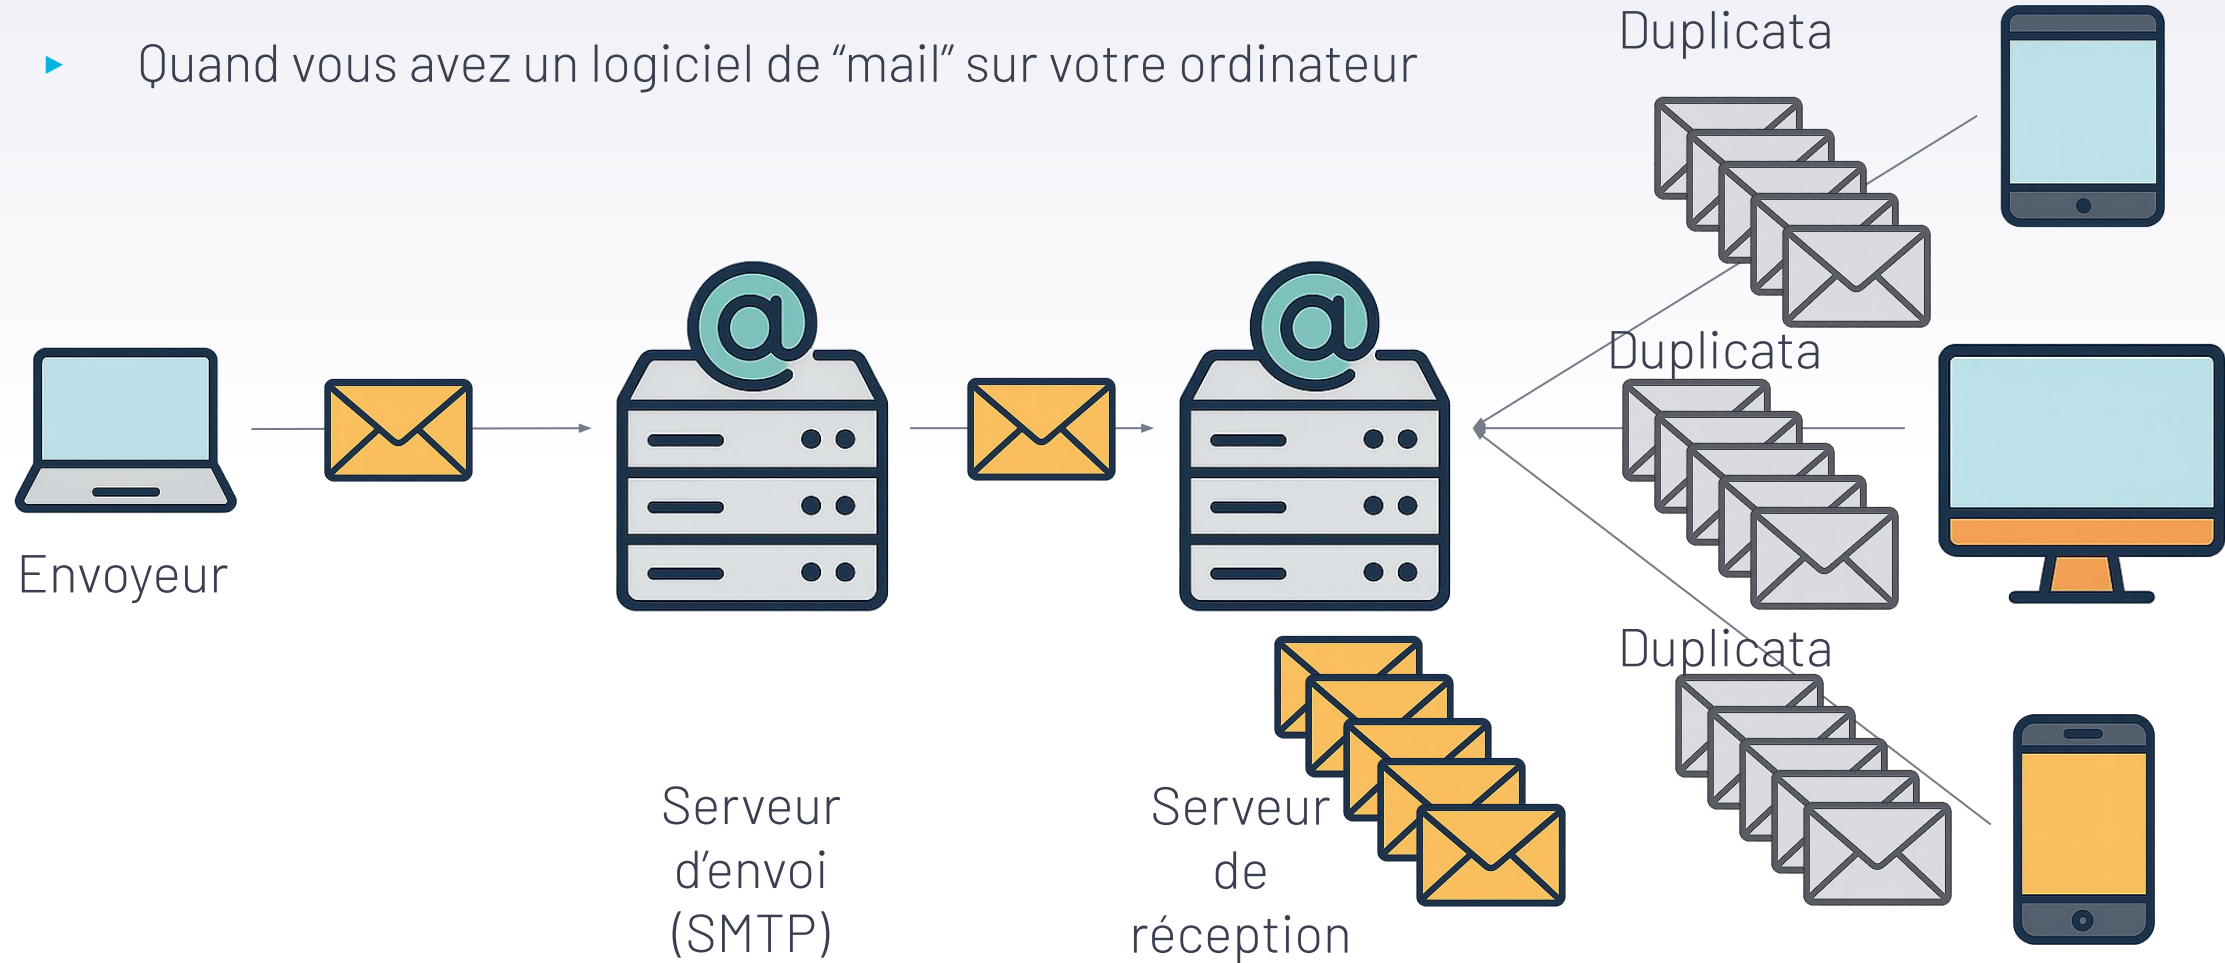 Quand vous avez un logiciel de “mail” sur votre ordinateur
Duplicata
Duplicata
Duplicata
Envoyeur
Serveur
d’envoi
(SMTP)
Serveur
de
réception